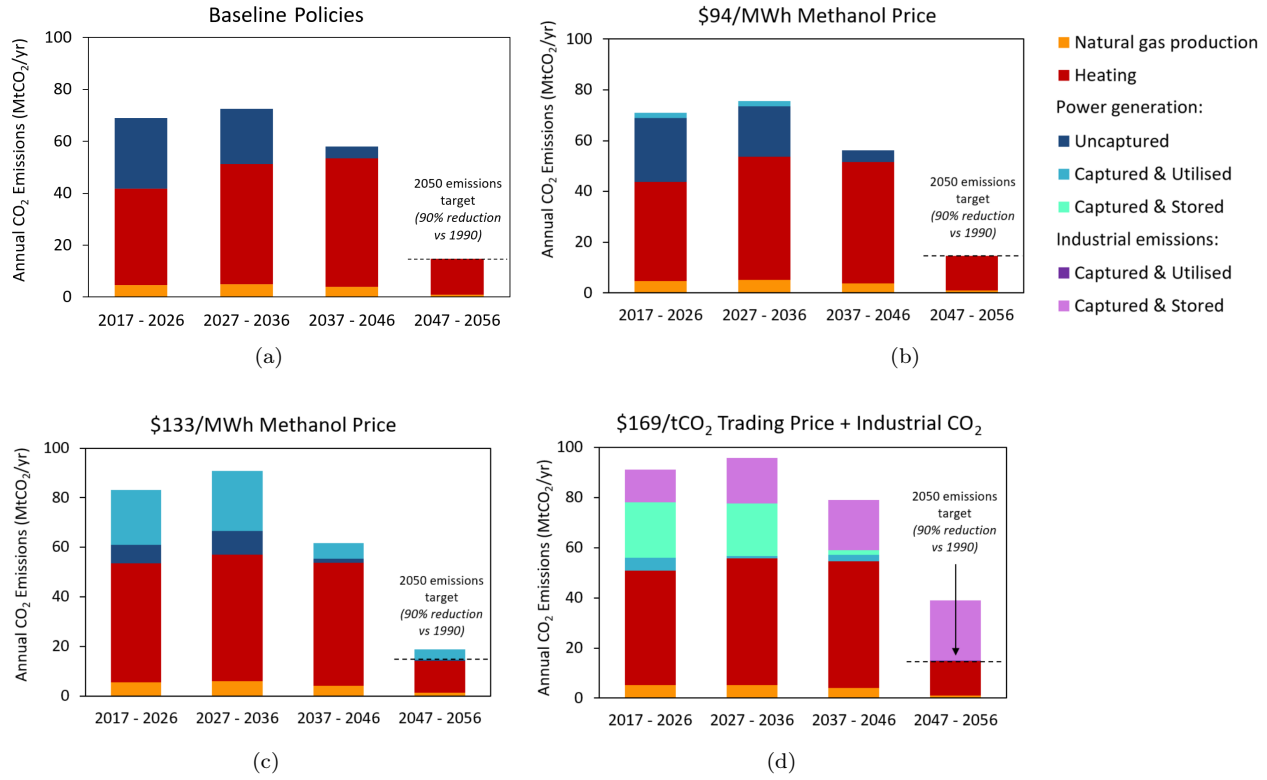 Baseline Policies
Annual CO₂ Emissions (MtCO₂/yr)
100
80
60
40
20
0
2050 emissions
target
(90% reduction
vs 1990)
2017 - 2026
2027 - 2036
2037 - 2046
2047 - 2056
(a)
$94/MWh Methanol Price
Annual CO₂ Emissions (MtCO₂/yr)
100
80
60
40
20
0
2050 emissions
target
(90% reduction
vs 1990)
2017 - 2026
2027 - 2036
2037 - 2046
2047 - 2056
(b)
Natural gas production
Heating
Power generation:
Uncaptured
Captured & Utilised
Captured & Stored
Industrial emissions:
Captured & Utilised
Captured & Stored
$133/MWh Methanol Price
Annual CO₂ Emissions (MtCO₂/yr)
100
80
60
40
20
0
2050 emissions
target
(90% reduction
vs 1990)
2017 - 2026
2027 - 2036
2037 - 2046
2047 - 2056
(c)
$169/tCO₂ Trading Price + Industrial CO₂
Annual CO₂ Emissions (MtCO₂/yr)
100
80
60
40
20
0
2050 emissions
target
(90% reduction
vs 1990)
2017 - 2026
2027 - 2036
2037 - 2046
2047 - 2056
(d)